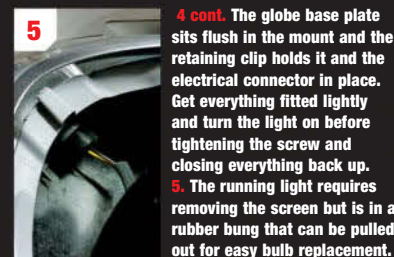 5
4 cont. The globe base plate
sits flush in the mount and the
retaining clip holds it and the
electrical connector in place.
Get everything fitted lightly
and turn the light on before
tightening the screw and
closing everything back up.
5. The running light requires
removing the screen but is in a
rubber bung that can be pulled
out for easy bulb replacement.